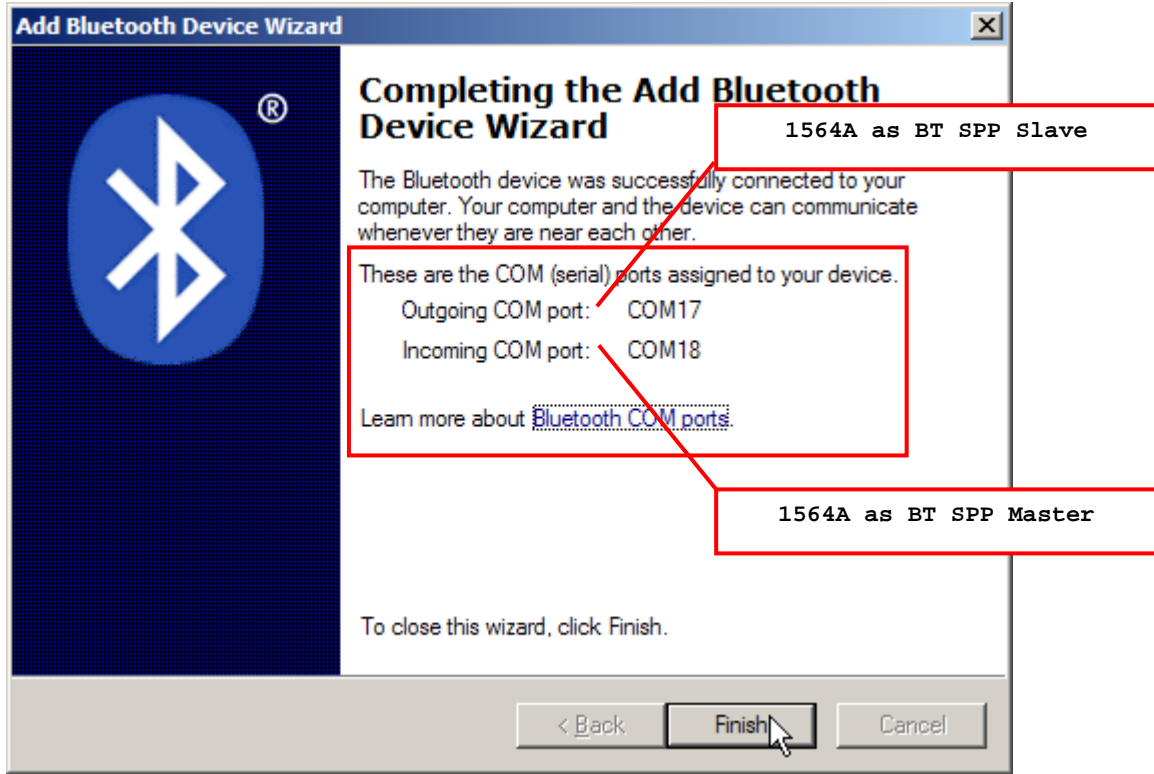 Add Bluetooth Device Wizard
®
Completing the Add Bluetooth
Device Wizard
1564A as BT SPP Slave
The Bluetooth device was successfully connected to your
computer. Your computer and the device can communicate
whenever they are near each other.
These are the COM (serial) ports assigned to your device.
Outgoing COM port: COM17
Incoming COM port: COM18
Learn more about Bluetooth COM ports.
1564A as BT SPP Master
To close this wizard, click Finish.
< Back Finish Cancel